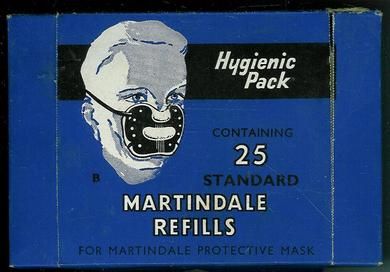 Hygienic
Pack
CONTAINING
25
B
STANDARD
MARTINDALE
REFILLS
FOR MARTINDALE PROTECTIVE MASK